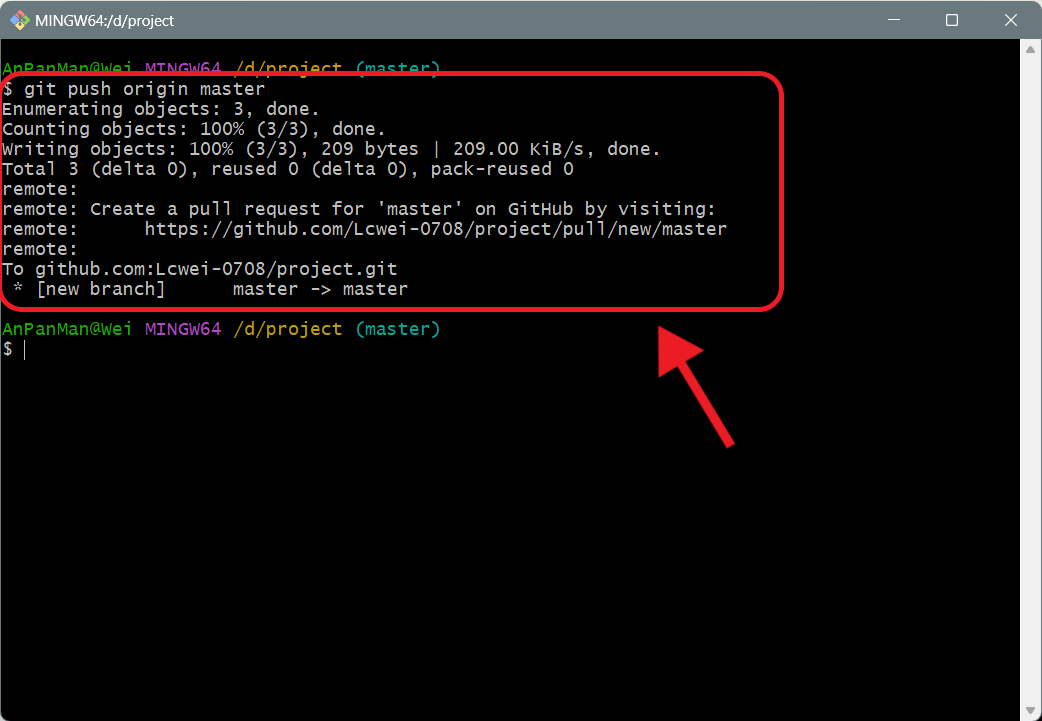 MINGW64:/d/project
AnPanMan@Wei MINGW64 /d/project (master)
$ git push origin master
Enumerating objects: 3, done.
Counting objects: 100% (3/3), done.
Writing objects: 100% (3/3), 209 bytes | 209.00 KiB/s, done.
Total 3 (delta 0), reused 0 (delta 0), pack-reused 0
remote:
remote: Create a pull request for 'master' on GitHub by visiting:
remote:      https://github.com/Lcwei-0708/project/pull/new/master
remote:
To github.com:Lcwei-0708/project.git
 * [new branch]      master -> master
AnPanMan@Wei MINGW64 /d/project (master)
$